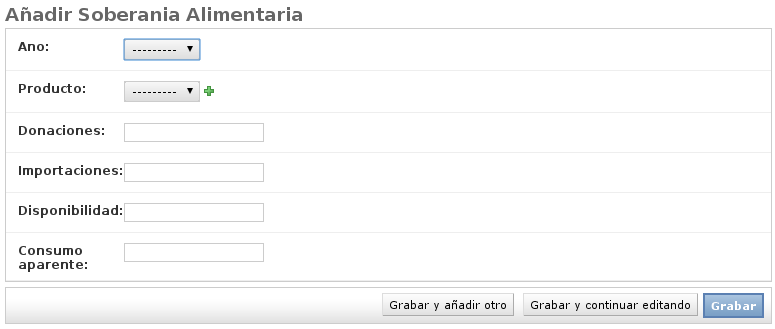 Añadir Soberania Alimentaria
Ano: ---------
Producto: ---------
Donaciones:
Importaciones:
Disponibilidad:
Consumo
aparente:
Grabar y añadir otro Grabar y continuar editando Grabar